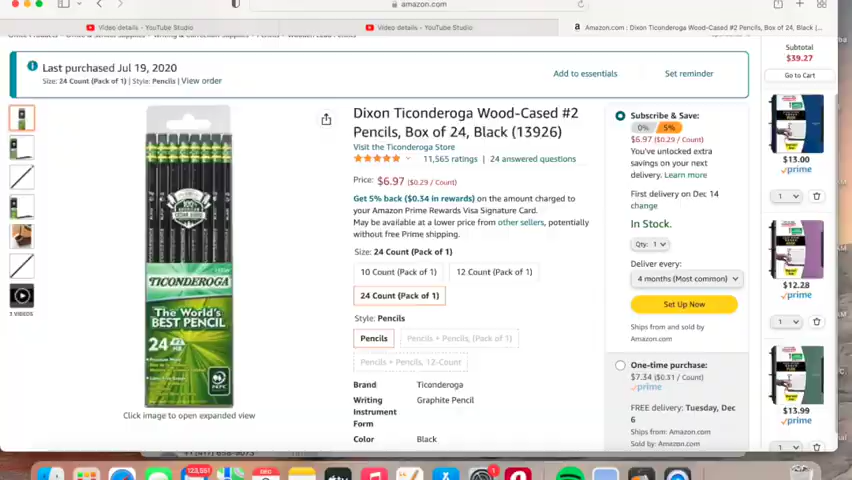 amazon.com
Video details - YouTube Studio
Video details - YouTube Studio
Amazon.com : Dixon Ticonderoga Wood-Cased #2 Pencils, Box of 24, Black (...
Subtotal
$39.27
Go to Cart
Last purchased Jul 19, 2020
Size: 24 Count (Pack of 1) | Style: Pencils | View order
Add to essentials
Set reminder
Dixon Ticonderoga Wood-Cased #2
Pencils, Box of 24, Black (13926)
Visit the Ticonderoga Store
11,565 ratings | 24 answered questions
Price: $6.97 ($0.29 / Count)
Get 5% back ($0.34 in rewards) on the amount charged to
your Amazon Prime Rewards Visa Signature Card.
May be available at a lower price from other sellers, potentially
without free Prime shipping.
Size: 24 Count (Pack of 1)
10 Count (Pack of 1)
12 Count (Pack of 1)
24 Count (Pack of 1)
Style: Pencils
Pencils
Pencils + Pencils, (Pack of 1)
Pencils + Pencils, 12-Count
Brand Ticonderoga
Writing Graphite Pencil
Instrument
Form
Color Black
TICONDEROGA
The World's
BEST PENCIL
24
3 VIDEOS
Click image to open expanded view
Subscribe & Save:
0% 5%
$6.97 ($0.29 / Count)
You've unlocked extra
savings on your next
delivery. Learn more
First delivery on Dec 14
change
In Stock.
Qty: 1
Deliver every:
4 months (Most common)
Set Up Now
Ships from and sold by
Amazon.com.
One-time purchase:
$7.34 ($0.31 / Count)
prime
FREE delivery: Tuesday, Dec
6
Ships from: Amazon.com
Sold by: Amazon.com
$13.00
prime
1
$12.28
prime
1
$13.99
prime
1